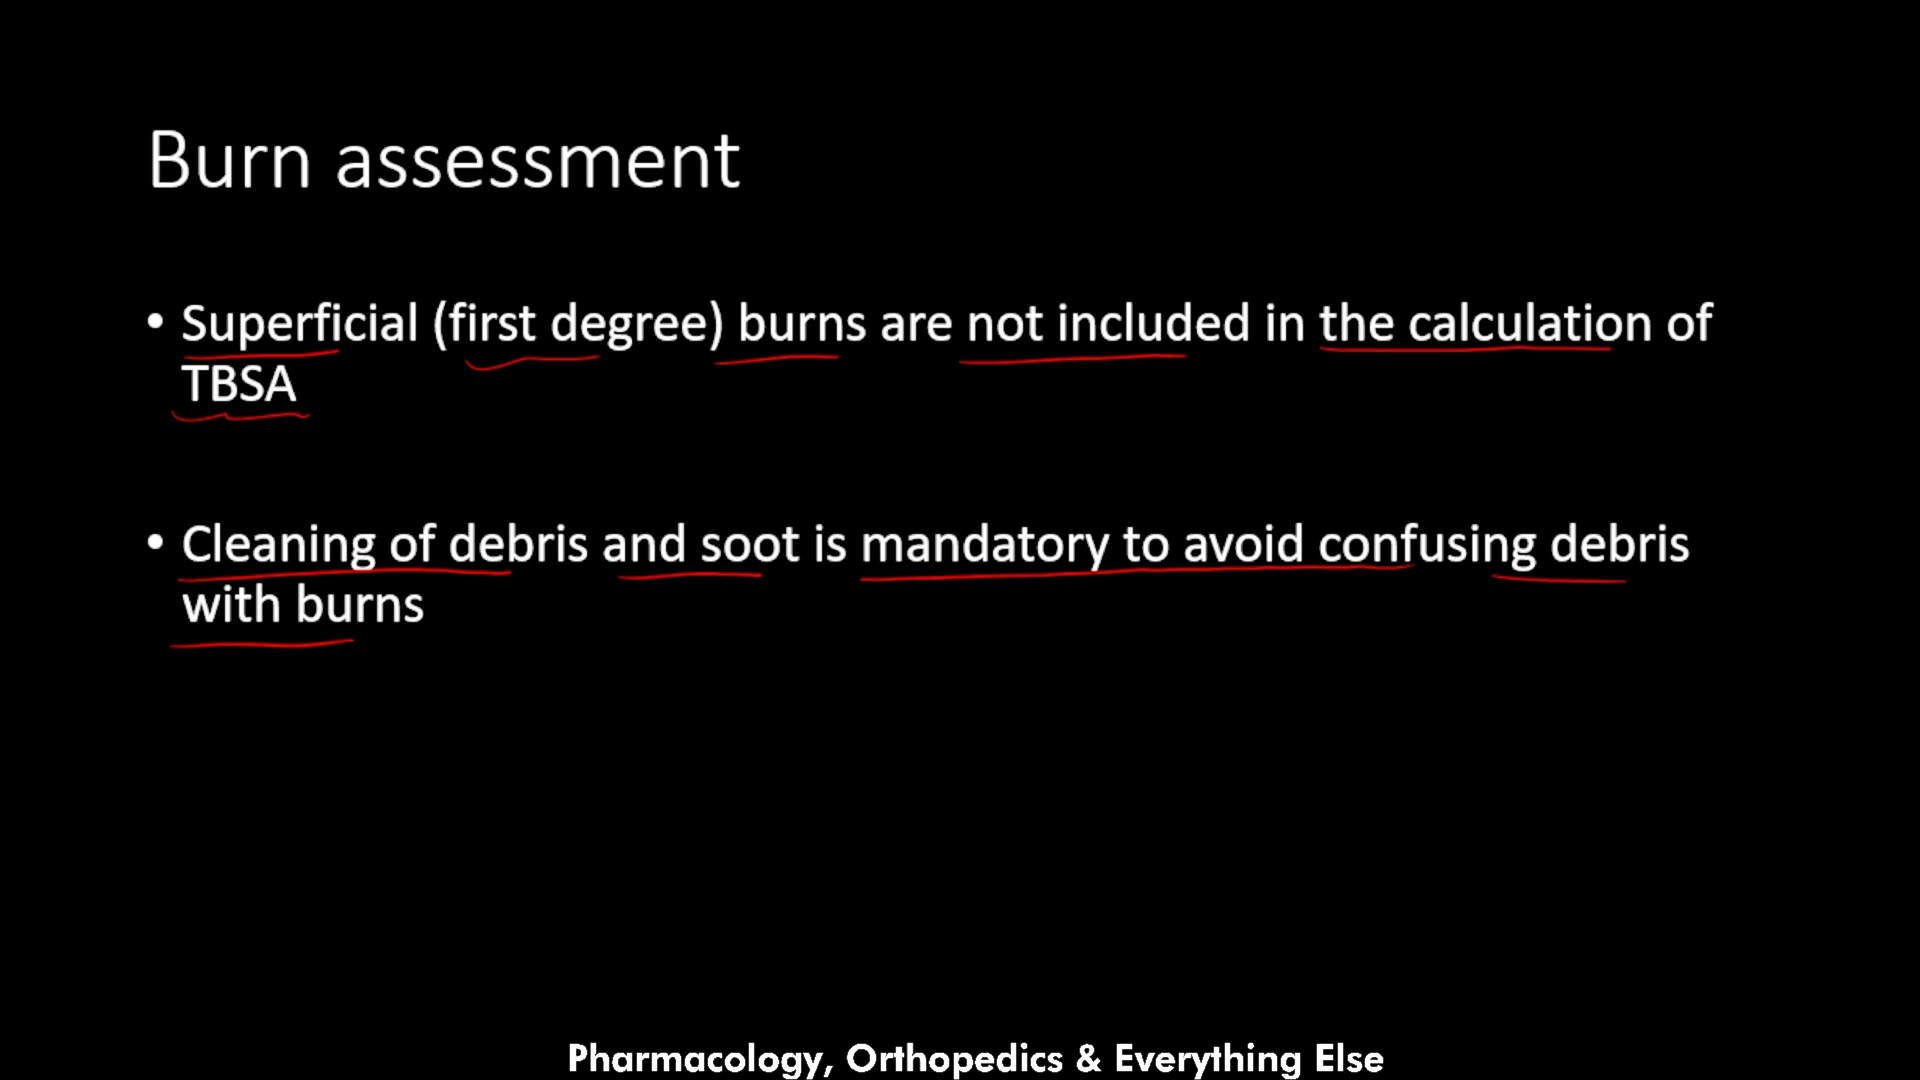 Burn assessment
• Superficial (first degree) burns are not included in the calculation of
TBSA
• Cleaning of debris and soot is mandatory to avoid confusing debris
with burns
Pharmacology, Orthopedics & Everything Else